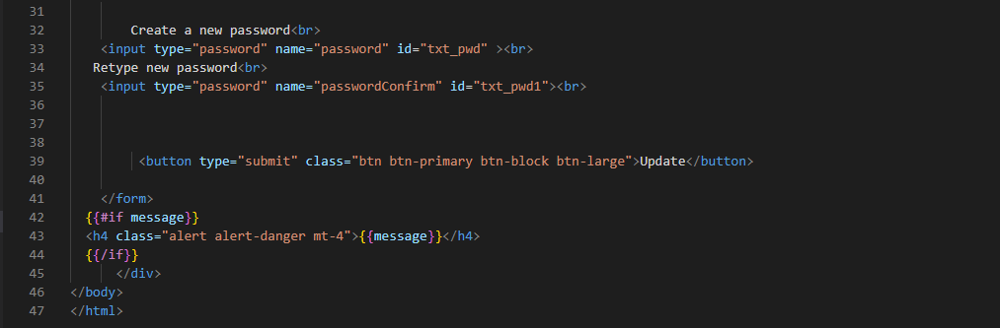 31
32 Create a new password<br>
33 <input type="password" name="password" id="txt_pwd" ><br>
34 Retype new password<br>
35 <input type="password" name="passwordConfirm" id="txt_pwd1"><br>
36
37
38
39 <button type="submit" class="btn btn-primary btn-block btn-large">Update</button>
40
41 </form>
42 {{#if message}}
43 <h4 class="alert alert-danger mt-4">{{message}}</h4>
44 {{/if}}
45 </div>
46 </body>
47 </html>